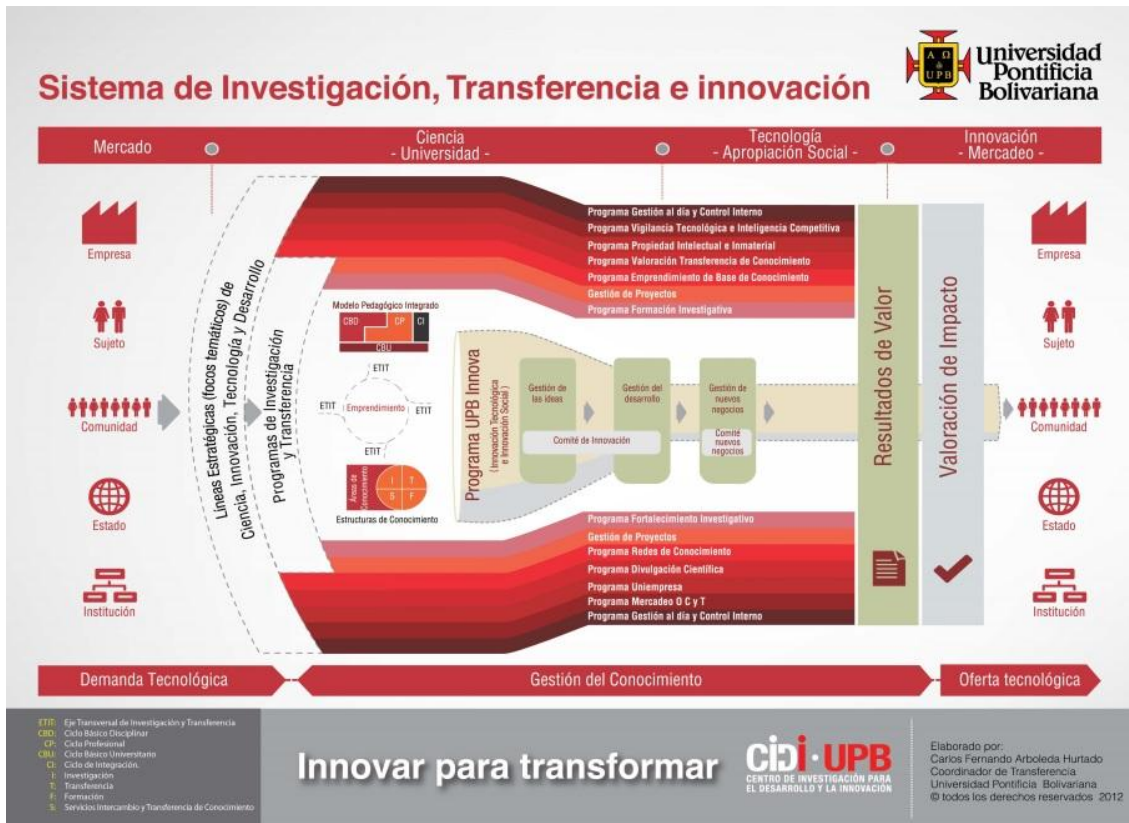 Sistema de Investigación, Transferencia e innovación
Α Ω
&
UPB
Universidad
Pontificia
Bolivariana
Mercado
Ciencia
- Universidad -
Tecnología
- Apropiación Social -
Innovación
- Mercadeo -
Empresa
Sujeto
Comunidad
Estado
Institución
Líneas Estratégicas (focos temáticos) de
Ciencia, Innovación, Tecnología y Desarrollo
Programas de Investigación
y Transferencia
Programa Gestión al día y Control Interno
Programa Vigilancia Tecnológica e Inteligencia Competitiva
Programa Propiedad Intelectual e Inmaterial
Programa Valoración Transferencia de Conocimiento
Programa Emprendimiento de Base de Conocimiento
Gestión de Proyectos
Programa Formación Investigativa
Modelo Pedagógico Integrado
CBD
CP
CI
CBU
ETIT
ETIT
Emprendimiento
ETIT
ETIT
Áreas de
Conocimiento
I
T
S
F
Estructuras de Conocimiento
Programa UPB Innova
(Innovación Tecnológica
e Innovación Social)
Gestión de
las ideas
Gestión del
desarrollo
Gestión de
nuevos
negocios
Comité de Innovación
Comité
nuevos
negocios
Programa Fortalecimiento Investigativo
Gestión de Proyectos
Programa Redes de Conocimiento
Programa Divulgación Científica
Programa Uniempresa
Programa Mercadeo O C y T
Programa Gestión al día y Control Interno
Resultados de Valor
Valoración de Impacto
Empresa
Sujeto
Comunidad
Estado
Institución
Demanda Tecnológica
Gestión del Conocimiento
Oferta tecnológica
ETIT: Eje Transversal de Investigación y Transferencia
CBD: Ciclo Básico Disciplinar
CP: Ciclo Profesional
CBU: Ciclo Básico Universitario
CI: Ciclo de Integración.
I: Investigación
T: Transferencia
F: Formación
S: Servicios Intercambio y Transferencia de Conocimiento
Innovar para transformar
CIDI·UPB
CENTRO DE INVESTIGACIÓN PARA
EL DESARROLLO Y LA INNOVACIÓN
Elaborado por:
Carlos Fernando Arboleda Hurtado
Coordinador de Transferencia
Universidad Pontificia Bolivariana
© todos los derechos reservados 2012